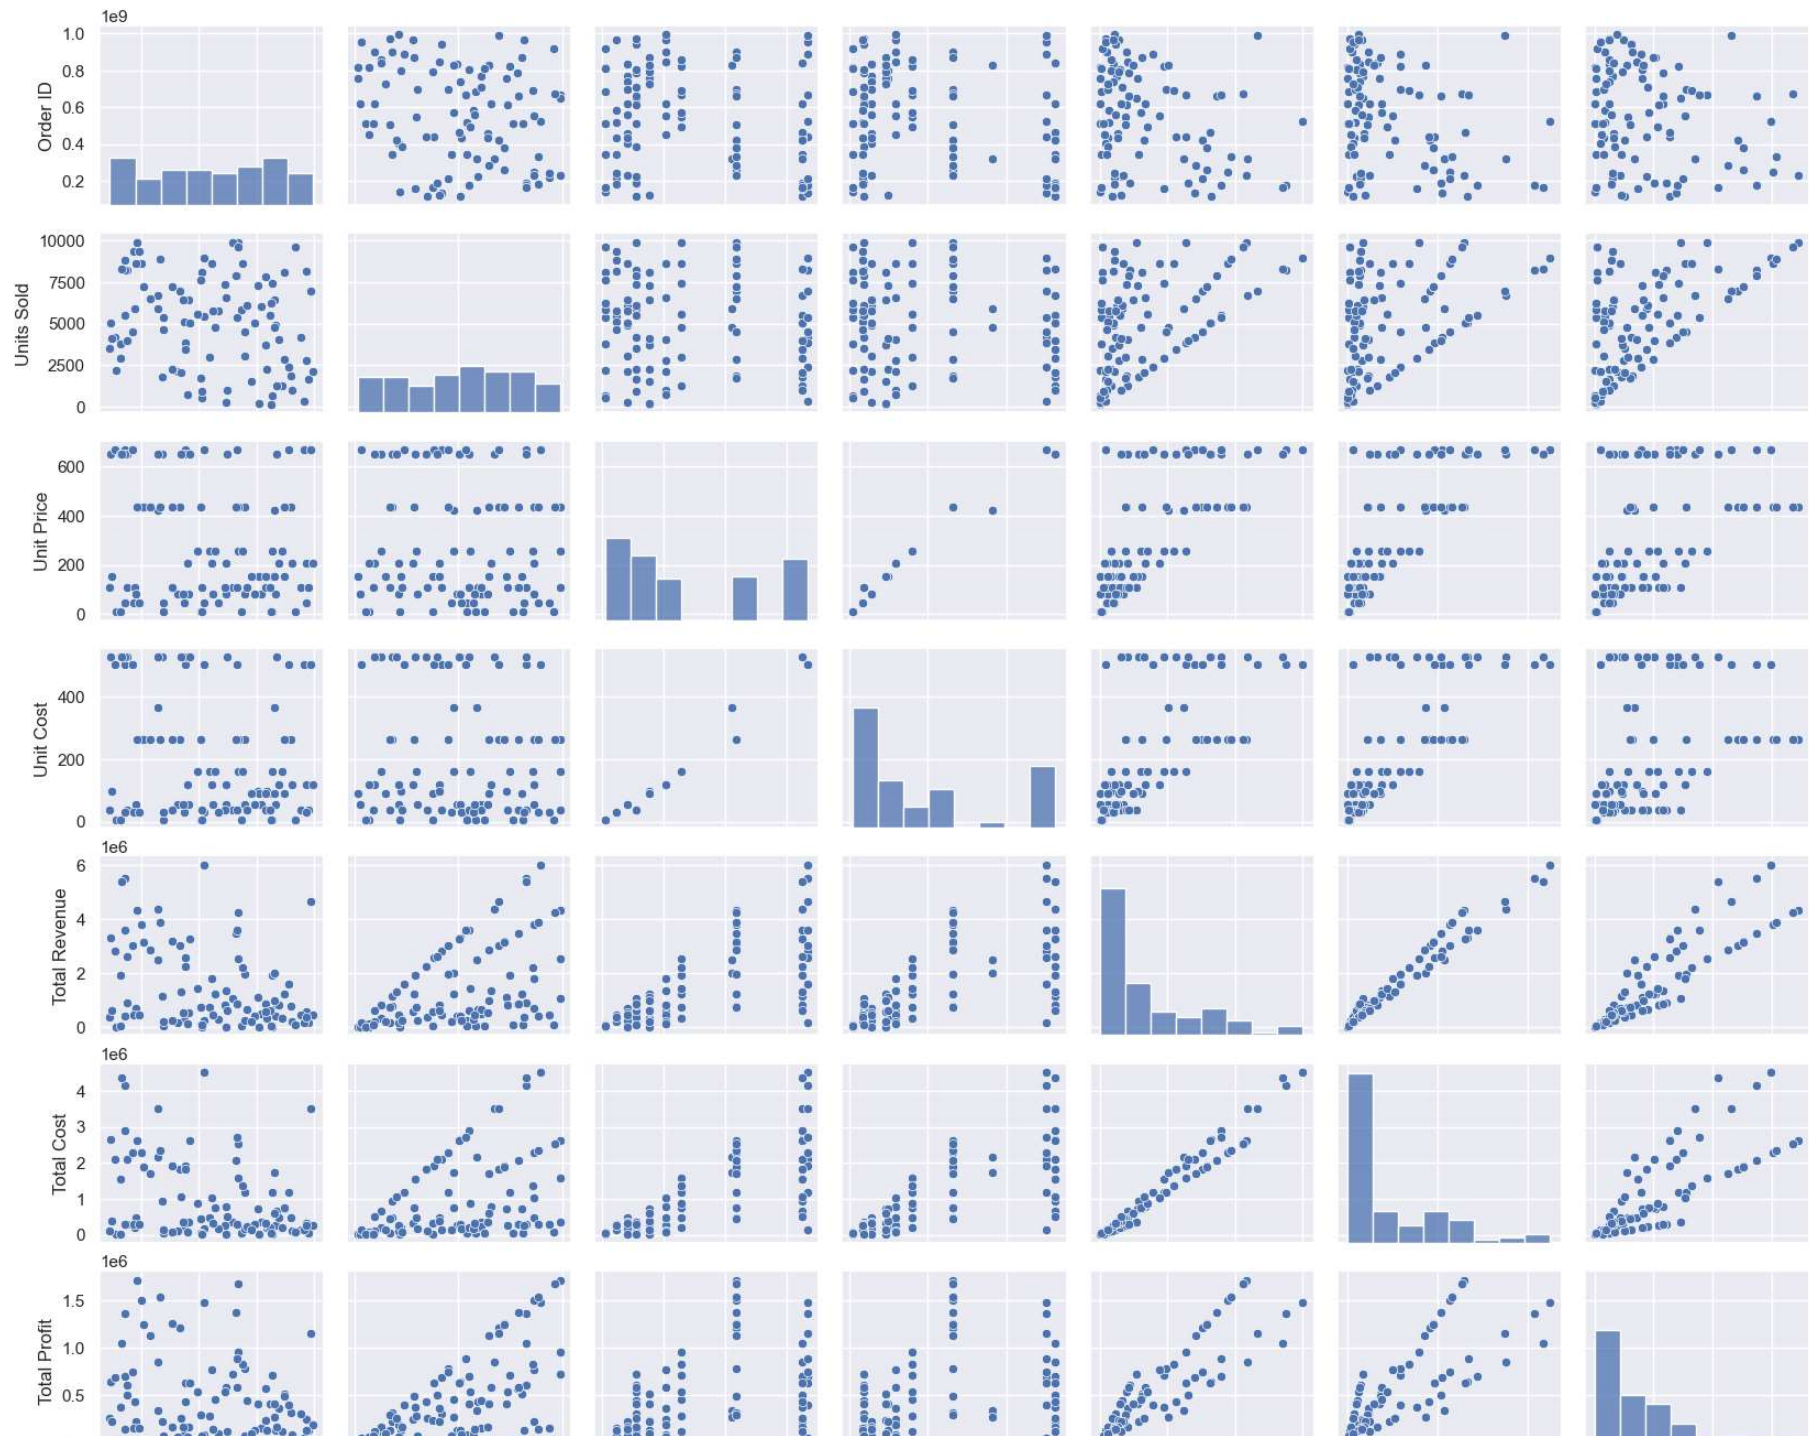 1e9
1.0
0.8
0.6
0.4
0.2
Order ID
10000
7500
5000
2500
0
Units Sold
600
400
200
0
Unit Price
400
200
0
Unit Cost
1e6
6
4
2
0
Total Revenue
1e6
4
3
2
1
0
Total Cost
1e6
1.5
1.0
0.5
Total Profit